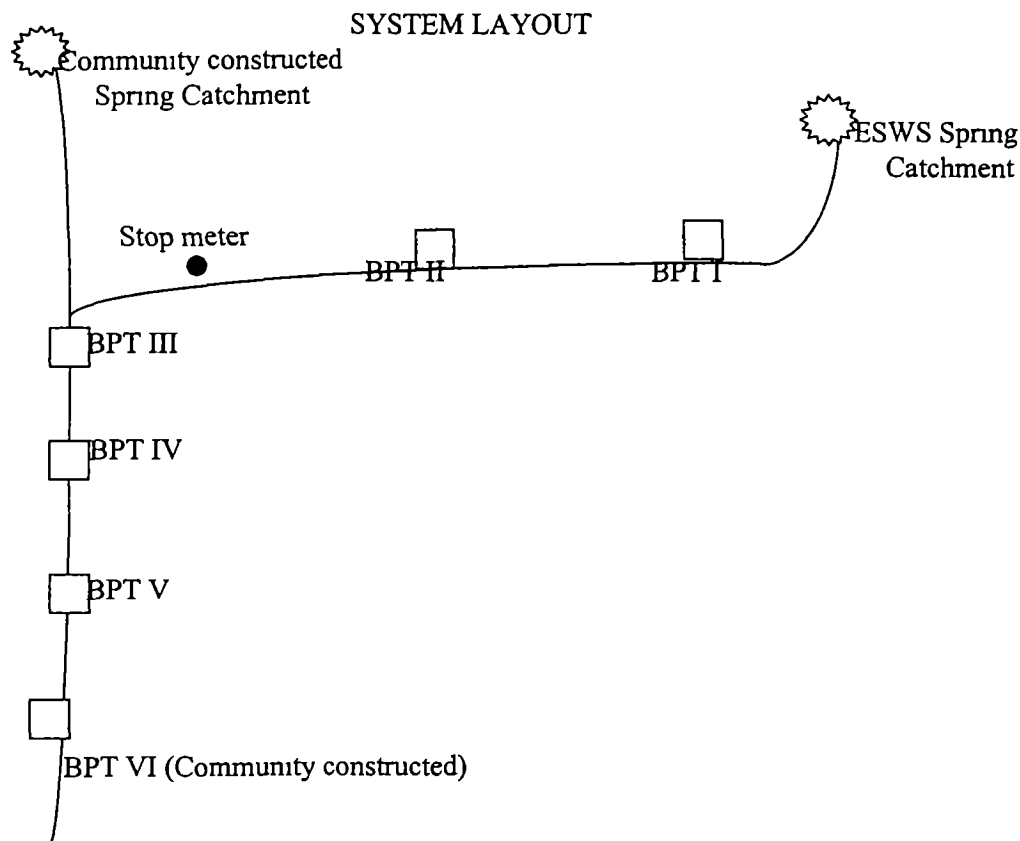 SYSTEM LAYOUT
Community constructed
Spring Catchment
ESWS Spring
Catchment
Stop meter
BPT II
BPT I
BPT III
BPT IV
BPT V
BPT VI (Community constructed)